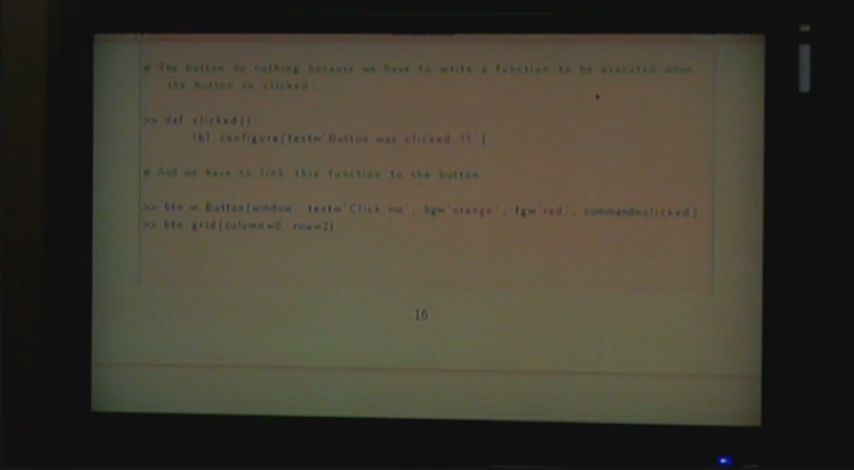 # The button do nothing because we have to write a function to be executed when
the button is clicked.
>> def clicked():
lbl.configure(text='Button was clicked !!')
# And we have to link this function to the button:
>> btn = Button(window, text='Click me', bg='orange', fg='red', command=clicked)
>> btn.grid(column=0, row=2)
16